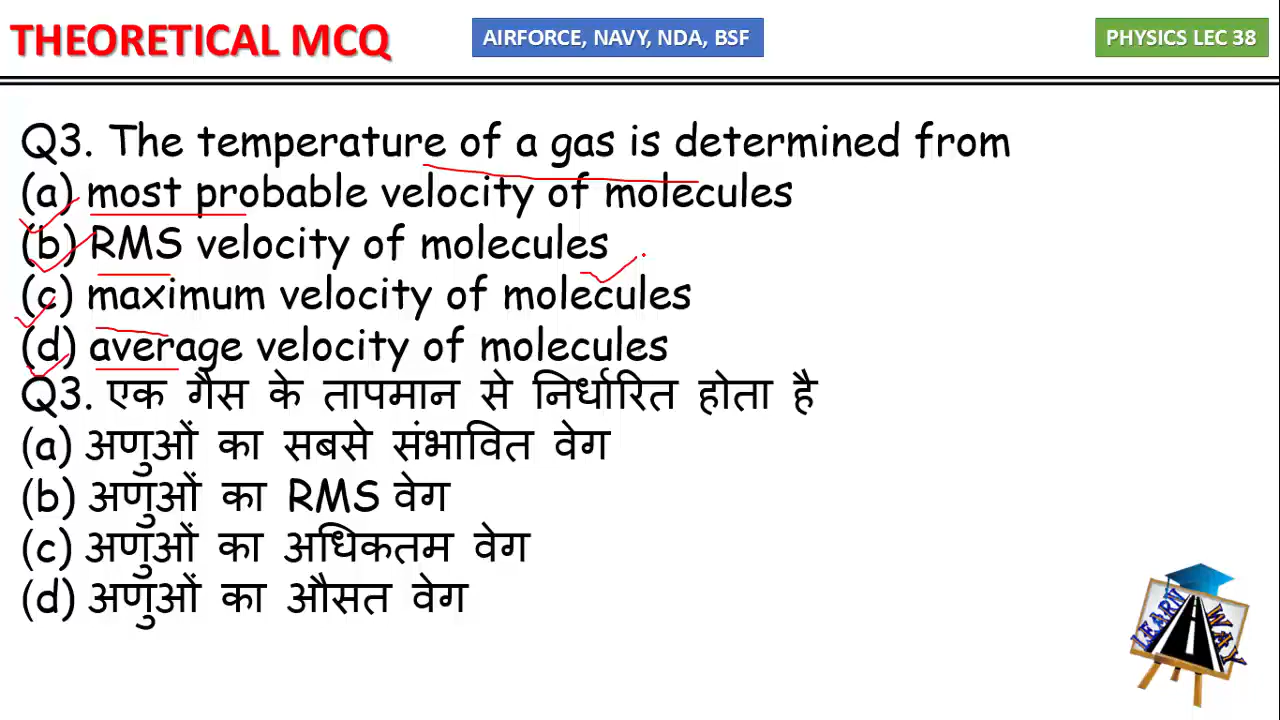 THEORETICAL MCQ
AIRFORCE, NAVY, NDA, BSF
PHYSICS LEC 38
Q3. The temperature of a gas is determined from
(a) most probable velocity of molecules
(b) RMS velocity of molecules
(c) maximum velocity of molecules
(d) average velocity of molecules
Q3. एक गैस के तापमान से निर्धारित होता है
(a) अणुओं का सबसे संभावित वेग
(b) अणुओं का RMS वेग
(c) अणुओं का अधिकतम वेग
(d) अणुओं का औसत वेग
LEARN WAY